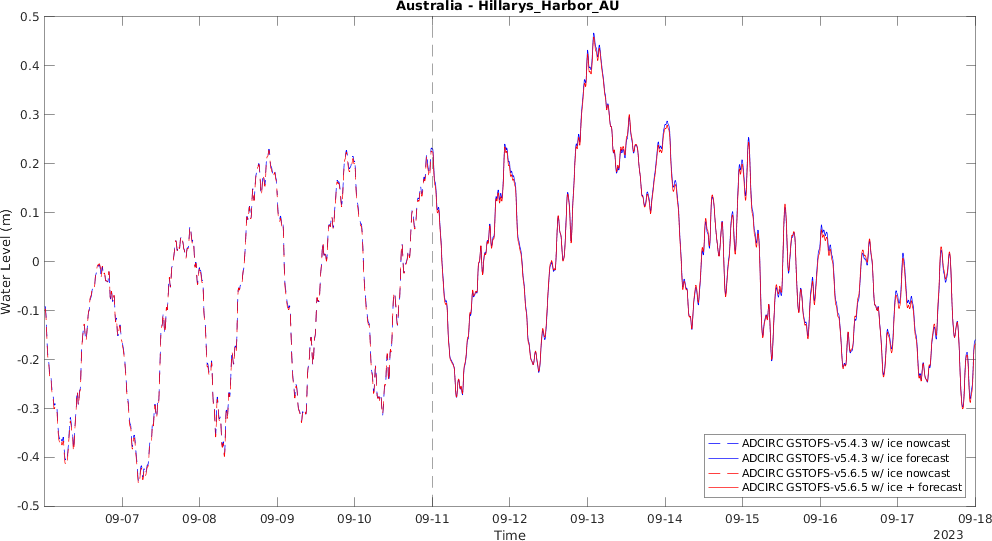 Australia - Hillarys_Harbor_AU
0.5
0.4
0.3
0.2
0.1
0
-0.1
-0.2
-0.3
-0.4
-0.5
Water Level (m)
ADCIRC GSTOFS-v5.4.3 w/ ice nowcast
ADCIRC GSTOFS-v5.4.3 w/ ice forecast
ADCIRC GSTOFS-v5.6.5 w/ ice nowcast
ADCIRC GSTOFS-v5.6.5 w/ ice + forecast
09-07 09-08 09-09 09-10 09-11 09-12 09-13 09-14 09-15 09-16 09-17 09-18
Time
2023